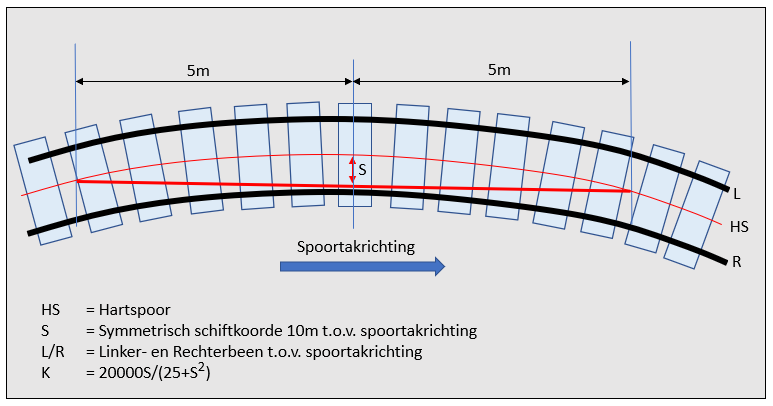 5m 5m
S
L
HS
R
Spoortakrichting
HS = Hartspoor
S = Symmetrisch schiftkoorde 10m t.o.v. spoortakrichting
L/R = Linker- en Rechterbeen t.o.v. spoortakrichting
K = 20000S/(25+S²)